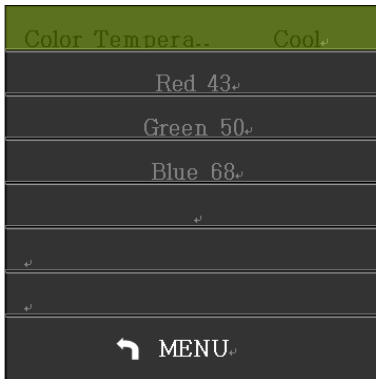 Color Tempera.. Cool
Red 43
Green 50
Blue 68
MENU